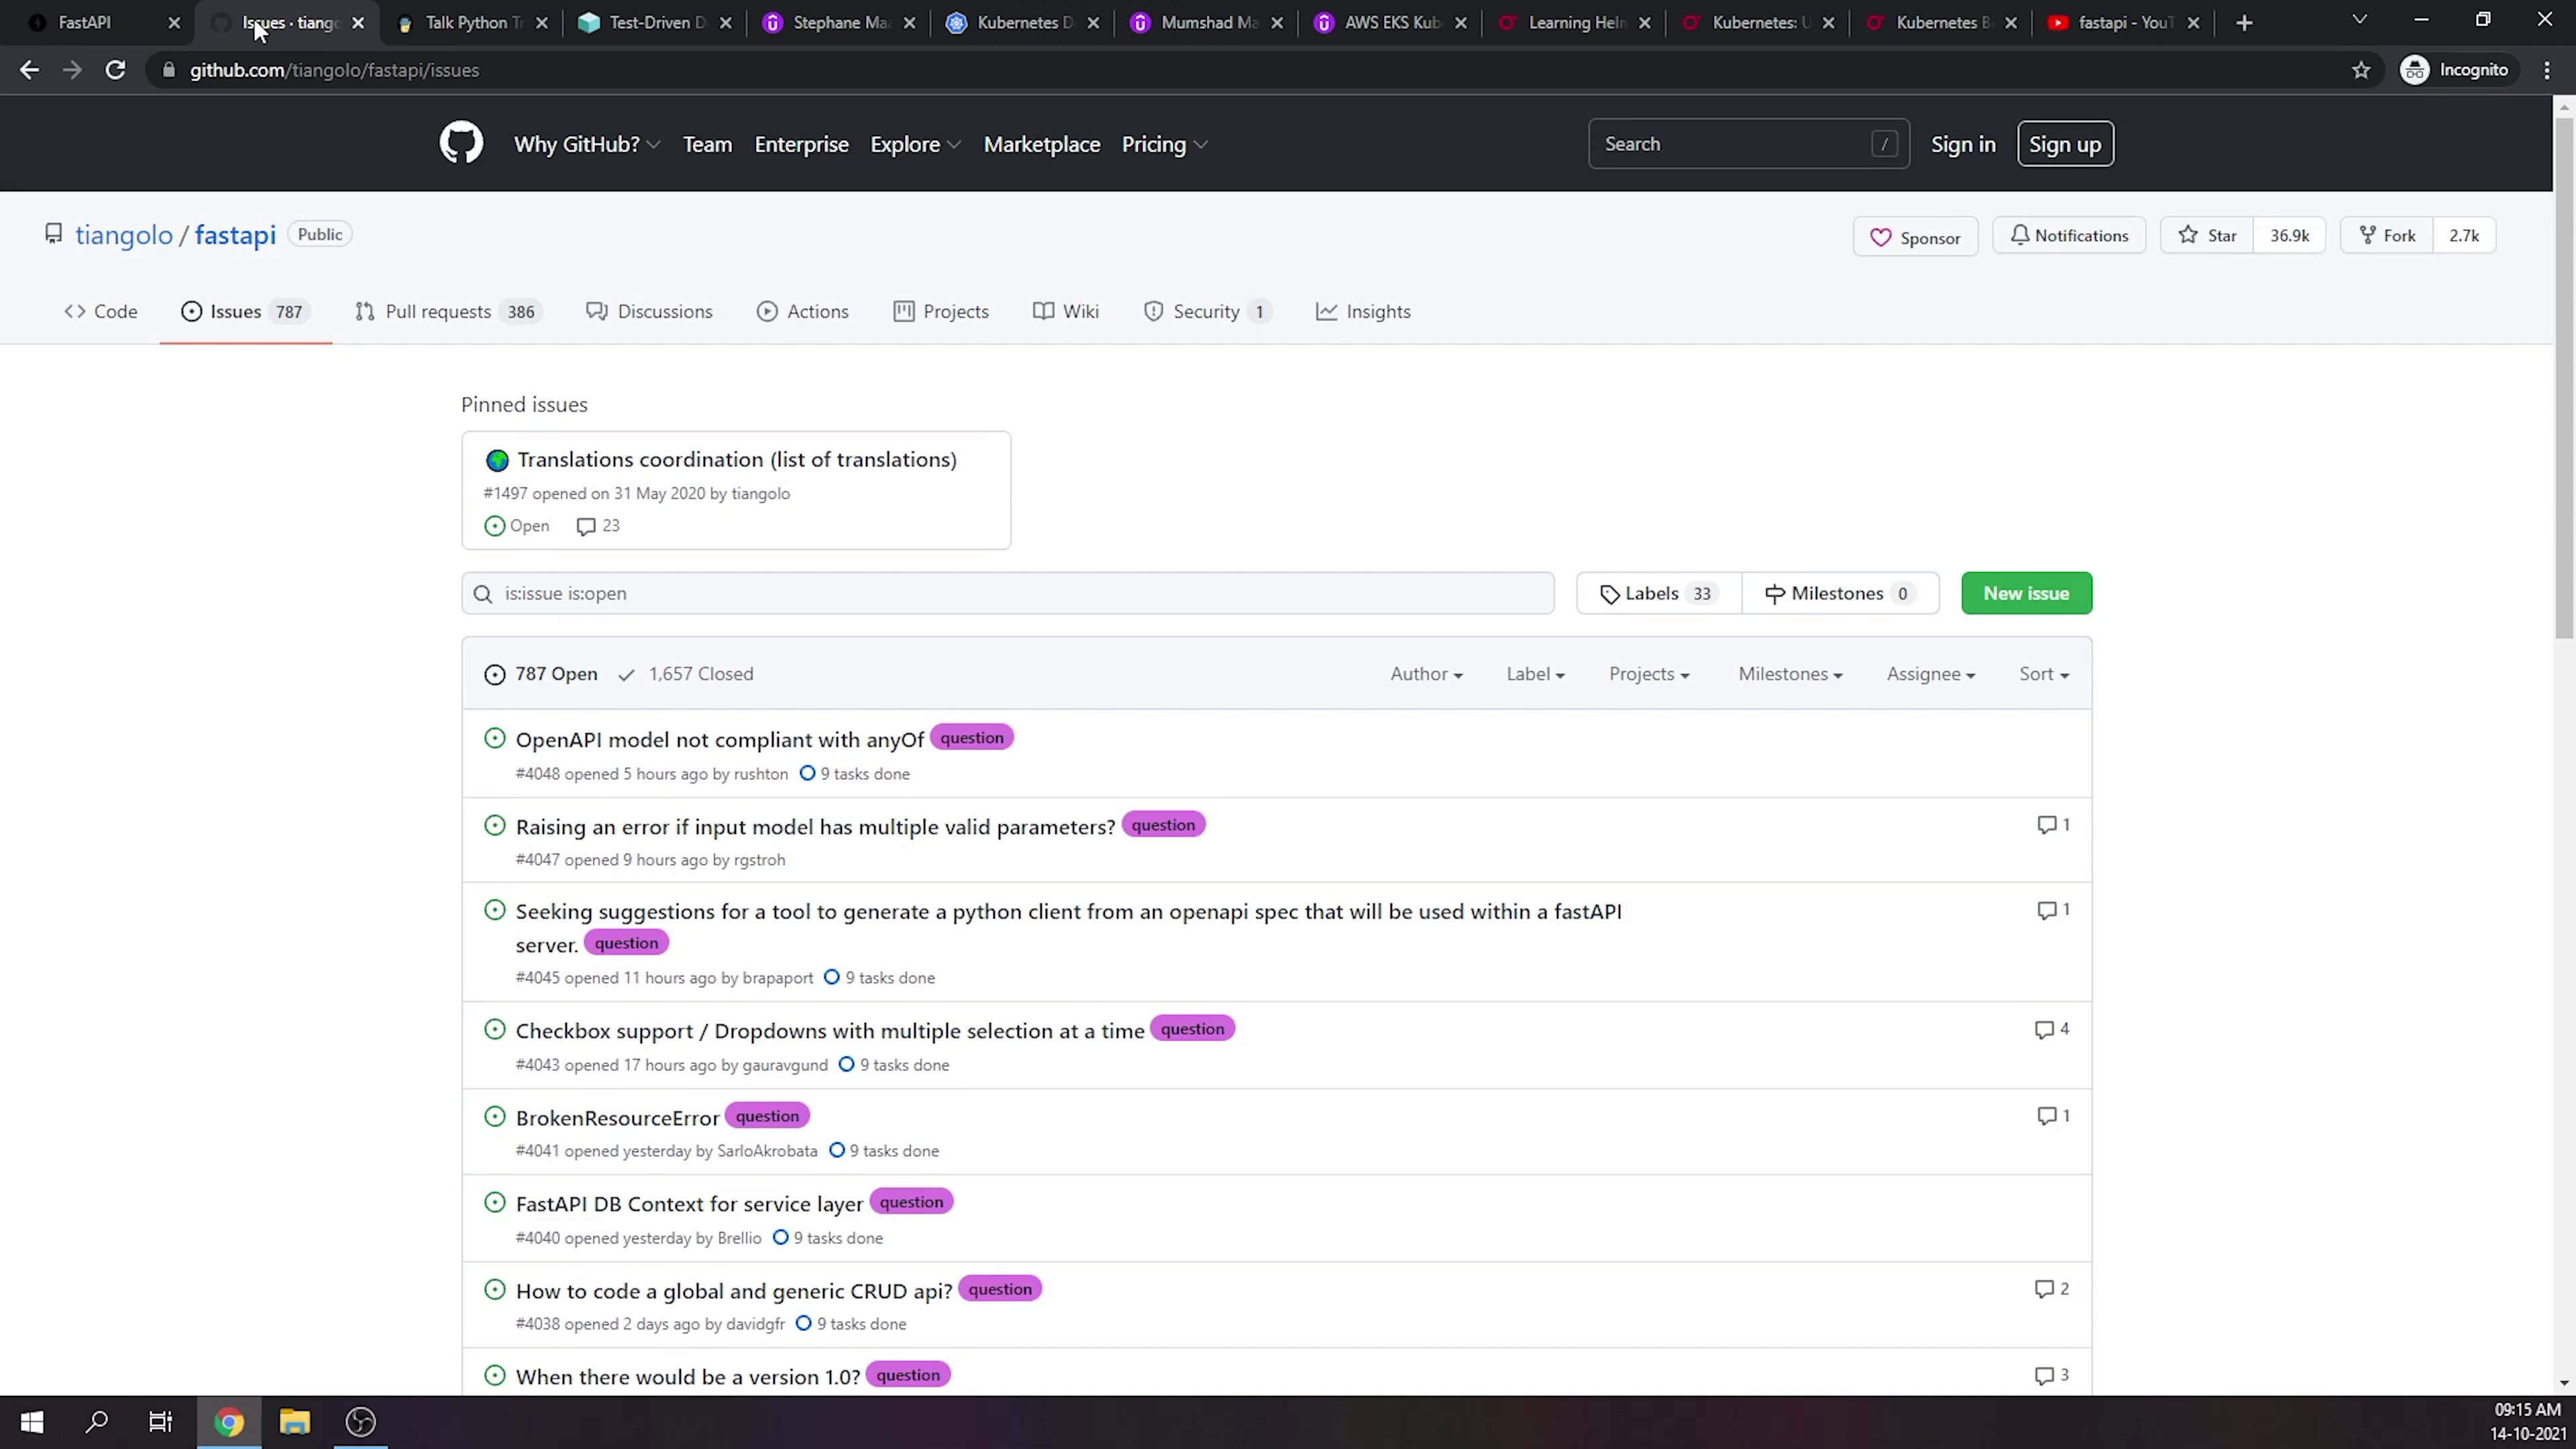 FastAPI
Issues · tiango
Talk Python Tr
Test-Driven D
Stephane Maa
Kubernetes D
Mumshad Ma
AWS EKS Kub
Learning Helm
Kubernetes: U
Kubernetes B
fastapi - YouT
github.com/tiangolo/fastapi/issues
Incognito
Why GitHub? Team Enterprise Explore Marketplace Pricing
Search /
Sign in
Sign up
tiangolo / fastapi Public
Sponsor
Notifications
Star 36.9k
Fork 2.7k
Code
Issues 787
Pull requests 386
Discussions
Actions
Projects
Wiki
Security 1
Insights
Pinned issues
Translations coordination (list of translations)
#1497 opened on 31 May 2020 by tiangolo
Open 23
is:issue is:open
Labels 33
Milestones 0
New issue
787 Open 1,657 Closed
Author Label Projects Milestones Assignee Sort
OpenAPI model not compliant with anyOf question
#4048 opened 5 hours ago by rushton 9 tasks done
Raising an error if input model has multiple valid parameters? question 1
#4047 opened 9 hours ago by rgstroh
Seeking suggestions for a tool to generate a python client from an openapi spec that will be used within a fastAPI 1
server. question
#4045 opened 11 hours ago by brapaport 9 tasks done
Checkbox support / Dropdowns with multiple selection at a time question 4
#4043 opened 17 hours ago by gauravgund 9 tasks done
BrokenResourceError question 1
#4041 opened yesterday by SarloAkrobata 9 tasks done
FastAPI DB Context for service layer question
#4040 opened yesterday by Brellio 9 tasks done
How to code a global and generic CRUD api? question 2
#4038 opened 2 days ago by davidgfr 9 tasks done
When there would be a version 1.0? question 3
09:15 AM
14-10-2021